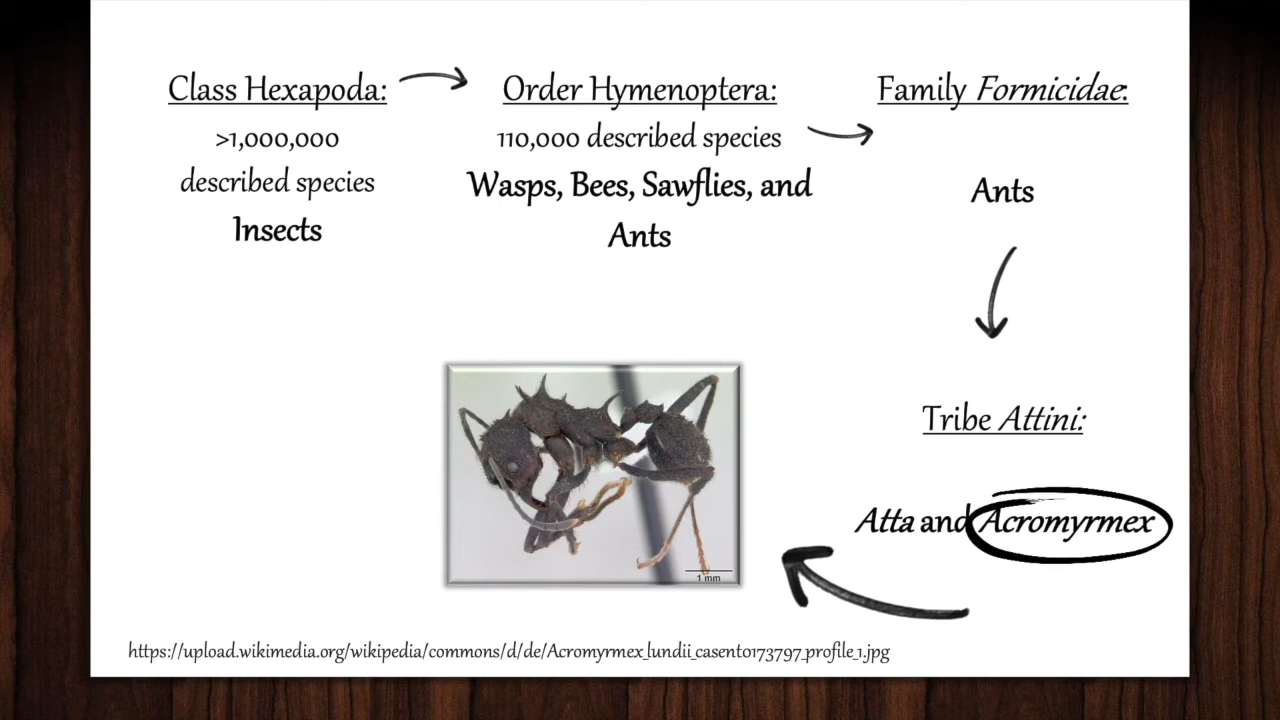 Class Hexapoda:
>1,000,000
described species
Insects
Order Hymenoptera:
110,000 described species
Wasps, Bees, Sawflies, and
Ants
Family Formicidae:
Ants
Tribe Attini:
Atta and Acromyrmex
1 mm
https://upload.wikimedia.org/wikipedia/commons/d/de/Acromyrmex_lundii_casent0173797_profile_1.jpg